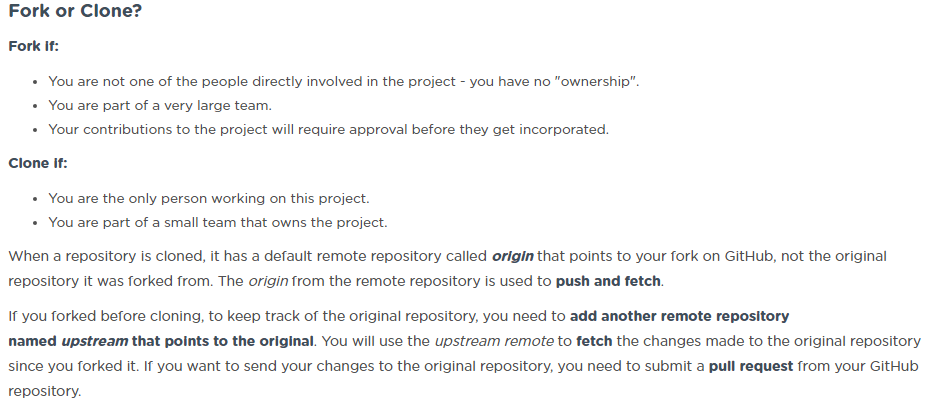 Fork or Clone?
Fork if:
• You are not one of the people directly involved in the project - you have no "ownership".
• You are part of a very large team.
• Your contributions to the project will require approval before they get incorporated.
Clone if:
• You are the only person working on this project.
• You are part of a small team that owns the project.
When a repository is cloned, it has a default remote repository called origin that points to your fork on GitHub, not the original
repository it was forked from. The origin from the remote repository is used to push and fetch.
If you forked before cloning, to keep track of the original repository, you need to add another remote repository
named upstream that points to the original. You will use the upstream remote to fetch the changes made to the original repository
since you forked it. If you want to send your changes to the original repository, you need to submit a pull request from your GitHub
repository.